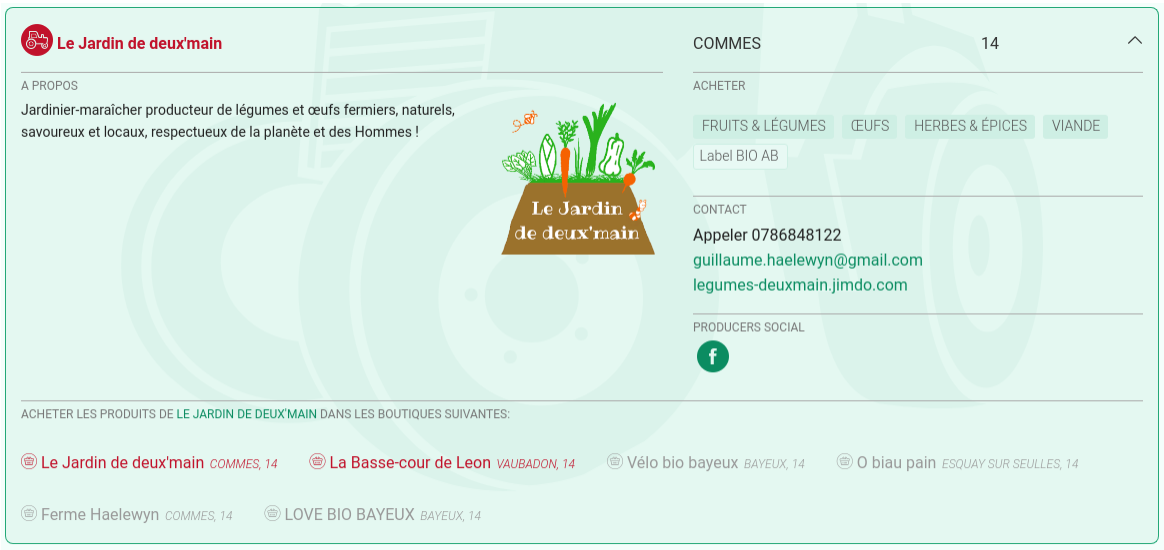 Le Jardin de deux'main
COMMES 14
A PROPOS
Jardinier-maraîcher producteur de légumes et œufs fermiers, naturels,
savoureux et locaux, respectueux de la planète et des Hommes !
Le Jardin
de deux'main
ACHETER
FRUITS & LÉGUMES ŒUFS HERBES & ÉPICES VIANDE
Label BIO AB
CONTACT
Appeler 0786848122
guillaume.haelewyn@gmail.com
legumes-deuxmain.jimdo.com
PRODUCERS SOCIAL
f
ACHETER LES PRODUITS DE LE JARDIN DE DEUX'MAIN DANS LES BOUTIQUES SUIVANTES:
Le Jardin de deux'main COMMES, 14 La Basse-cour de Leon VAUBADON, 14 Vélo bio bayeux BAYEUX, 14 O biau pain ESQUAY SUR SEULLES, 14
Ferme Haelewyn COMMES, 14 LOVE BIO BAYEUX BAYEUX, 14